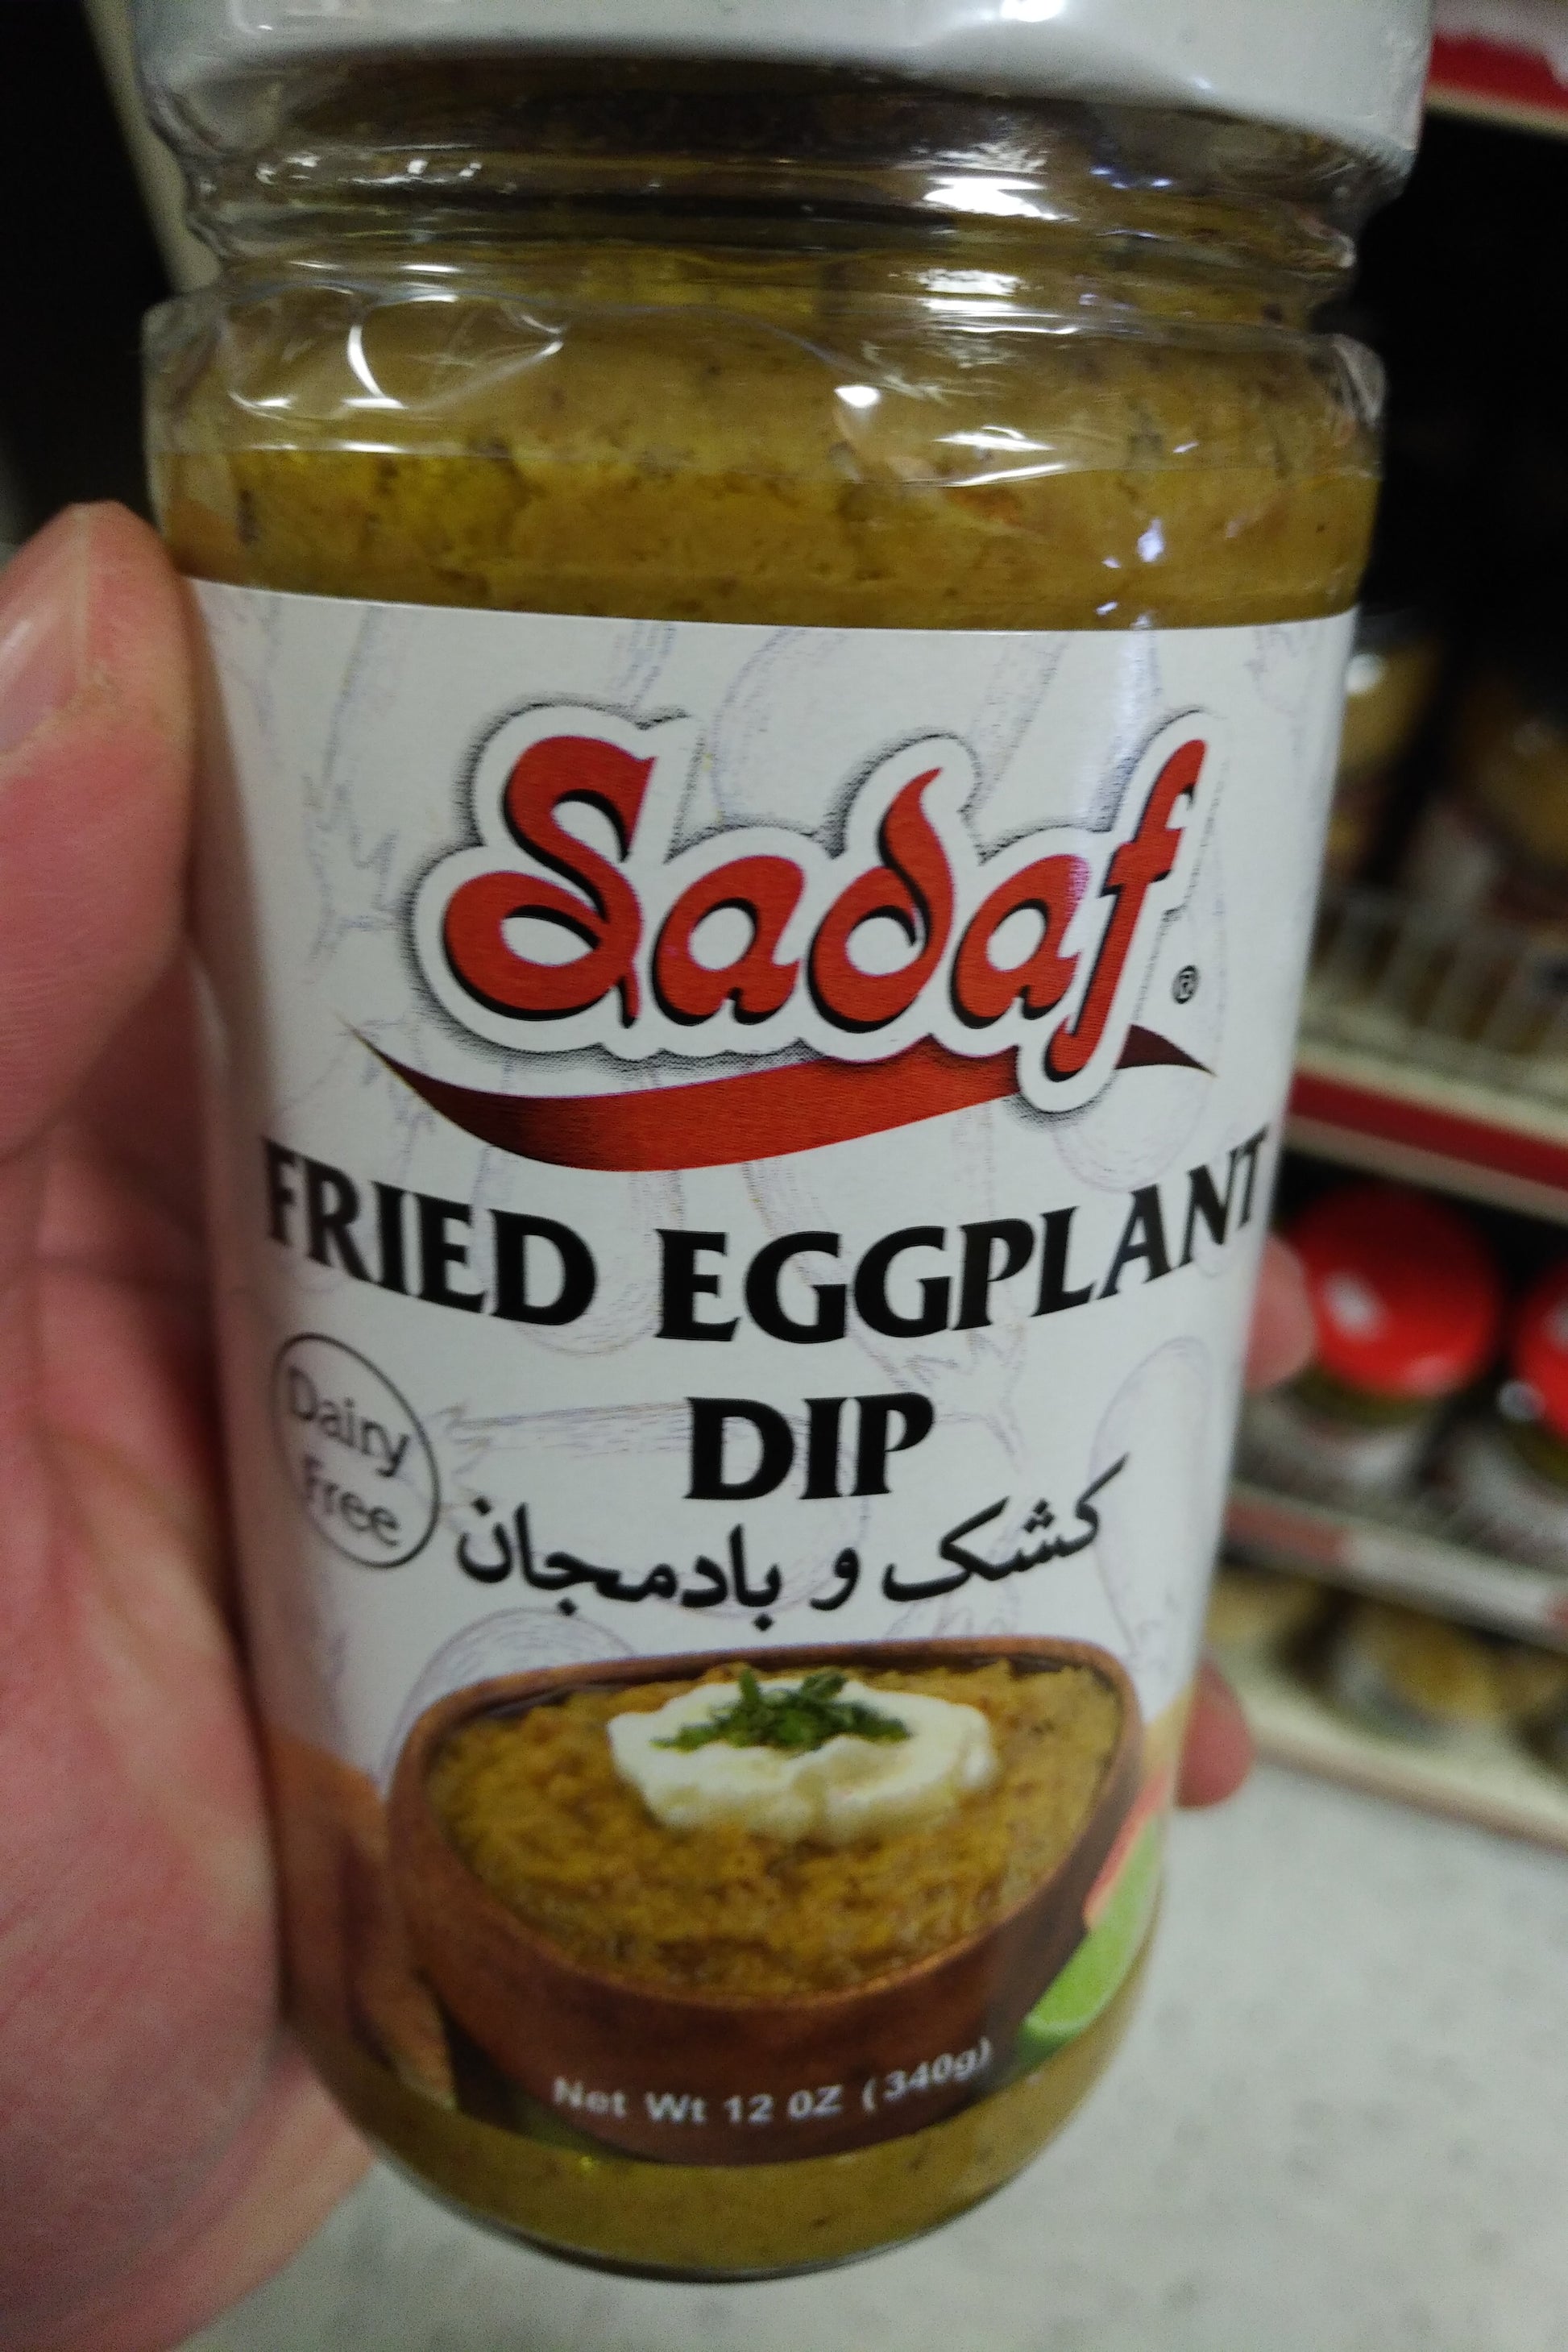 Sadaf®
FRIED EGGPLANT
DIP
Dairy
Free
کشک و بادمجان
Net Wt 12 OZ (340g)